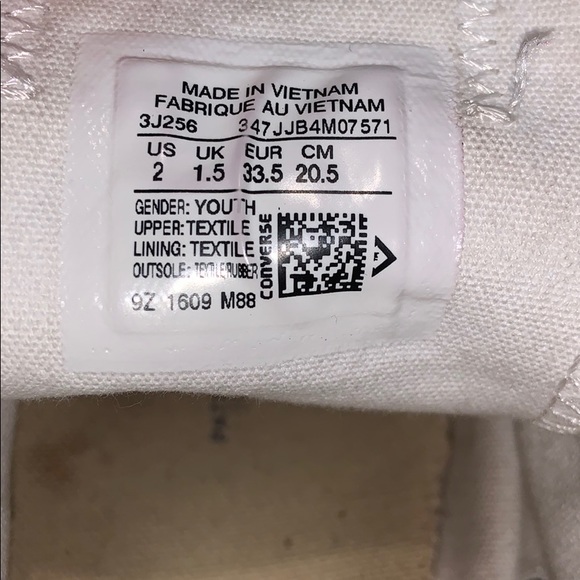 MADE IN VIETNAM
FABRIQUE AU VIETNAM
3J256 347JJB4M07571
US UK EUR CM
2 1.5 33.5 20.5
GENDER: YOUTH
UPPER: TEXTILE
LINING: TEXTILE
OUTSOLE: TEXTILE/RUBBER
9Z 1609 M88
CONVERSE